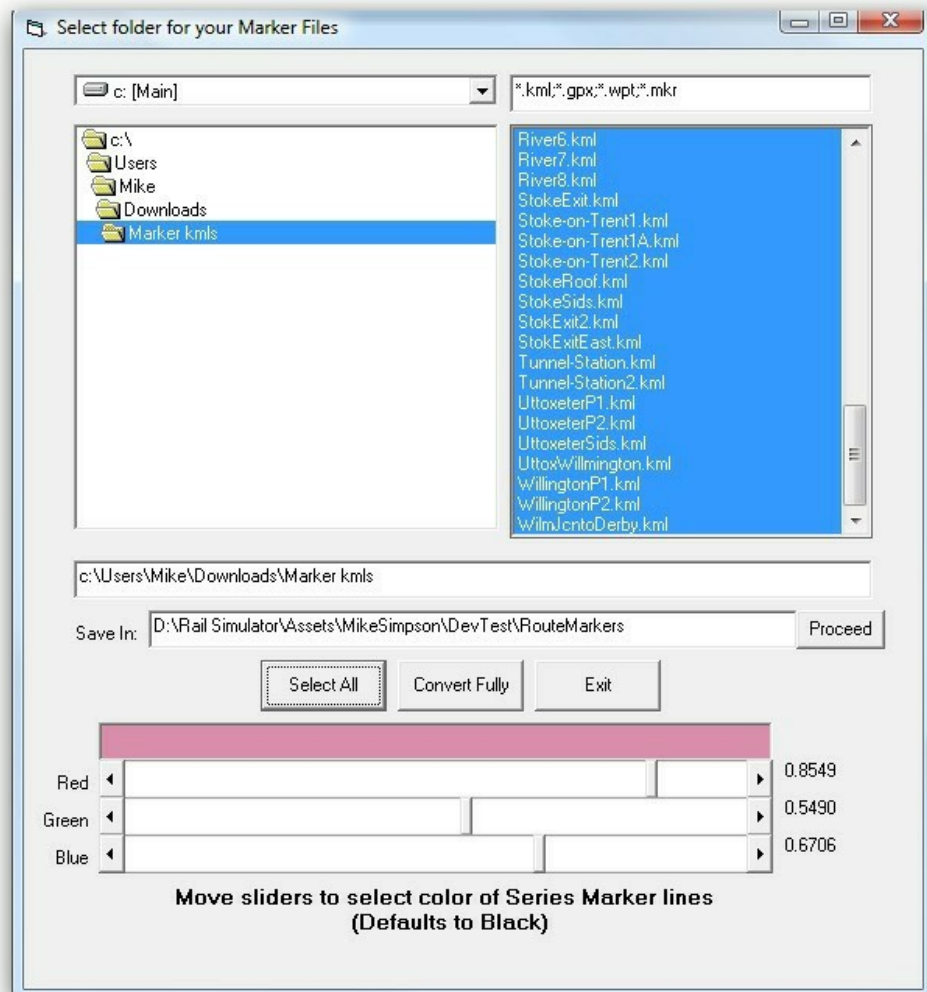 Select folder for your Marker Files
c: [Main]
*.kml;*.gpx;*.wpt;*.mkr
c:\
Users
Mike
Downloads
Marker kmls
River6.kml
River7.kml
River8.kml
StokeExit.kml
Stoke-on-Trent1.kml
Stoke-on-Trent1A.kml
Stoke-on-Trent2.kml
StokeRoof.kml
StokeSids.kml
StokExit2.kml
StokExitEast.kml
Tunnel-Station.kml
Tunnel-Station2.kml
UttoxeterP1.kml
UttoxeterP2.kml
UttoxeterSids.kml
UttoxWillmington.kml
WillingtonP1.kml
WillingtonP2.kml
WilmJcntoDerby.kml
c:\Users\Mike\Downloads\Marker kmls
Save In: D:\Rail Simulator\Assets\MikeSimpson\DevTest\RouteMarkers Proceed
Select All Convert Fully Exit
Red 0.8549
Green 0.5490
Blue 0.6706
Move sliders to select color of Series Marker lines
(Defaults to Black)